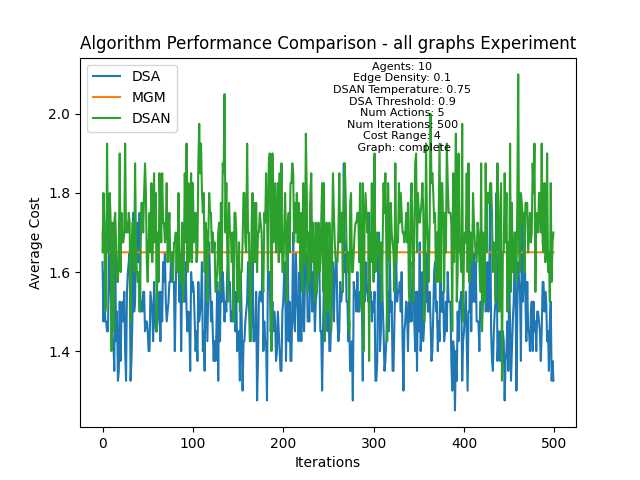 Algorithm Performance Comparison - all graphs Experiment
DSA
MGM
DSAN
Agents: 10
Edge Density: 0.1
DSAN Temperature: 0.75
DSA Threshold: 0.9
Num Actions: 5
Num Iterations: 500
Cost Range: 4
Graph: complete
Average Cost
2.0
1.8
1.6
1.4
0
100
200
300
400
500
Iterations